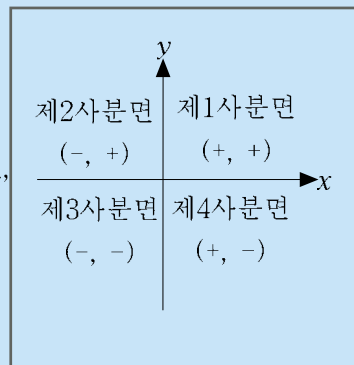 y
제2사분면 제1사분면
(-, +) (+, +)
x
제3사분면 제4사분면
(-, -) (+, -)